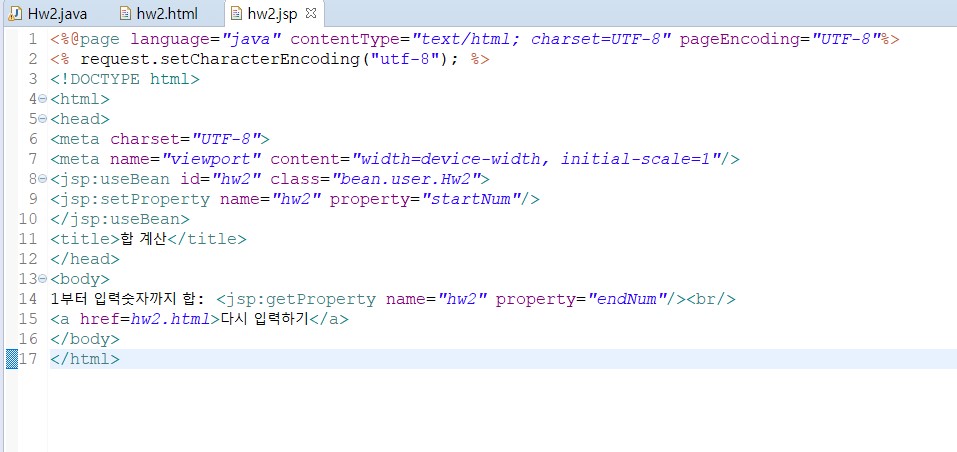 Hw2.java hw2.html hw2.jsp
1 <%@page language="java" contentType="text/html; charset=UTF-8" pageEncoding="UTF-8"%>
2 <% request.setCharacterEncoding("utf-8"); %>
3 <!DOCTYPE html>
4 <html>
5 <head>
6 <meta charset="UTF-8">
7 <meta name="viewport" content="width=device-width, initial-scale=1"/>
8 <jsp:useBean id="hw2" class="bean.user.Hw2">
9 <jsp:setProperty name="hw2" property="startNum"/>
10 </jsp:useBean>
11 <title>합 계산</title>
12 </head>
13 <body>
14 1부터 입력숫자까지 합: <jsp:getProperty name="hw2" property="endNum"/><br/>
15 <a href=hw2.html>다시 입력하기</a>
16 </body>
17 </html>